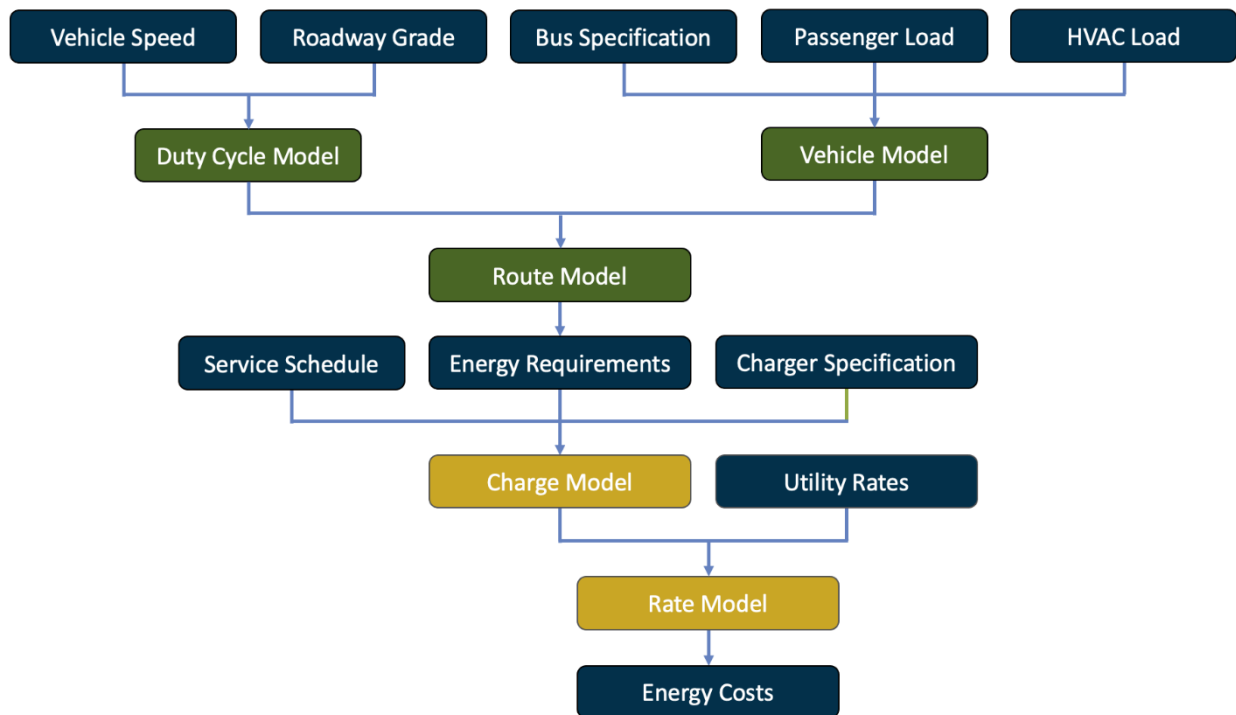 Vehicle Speed
Roadway Grade
Bus Specification
Passenger Load
HVAC Load
Duty Cycle Model
Vehicle Model
Route Model
Service Schedule
Energy Requirements
Charger Specification
Charge Model
Utility Rates
Rate Model
Energy Costs